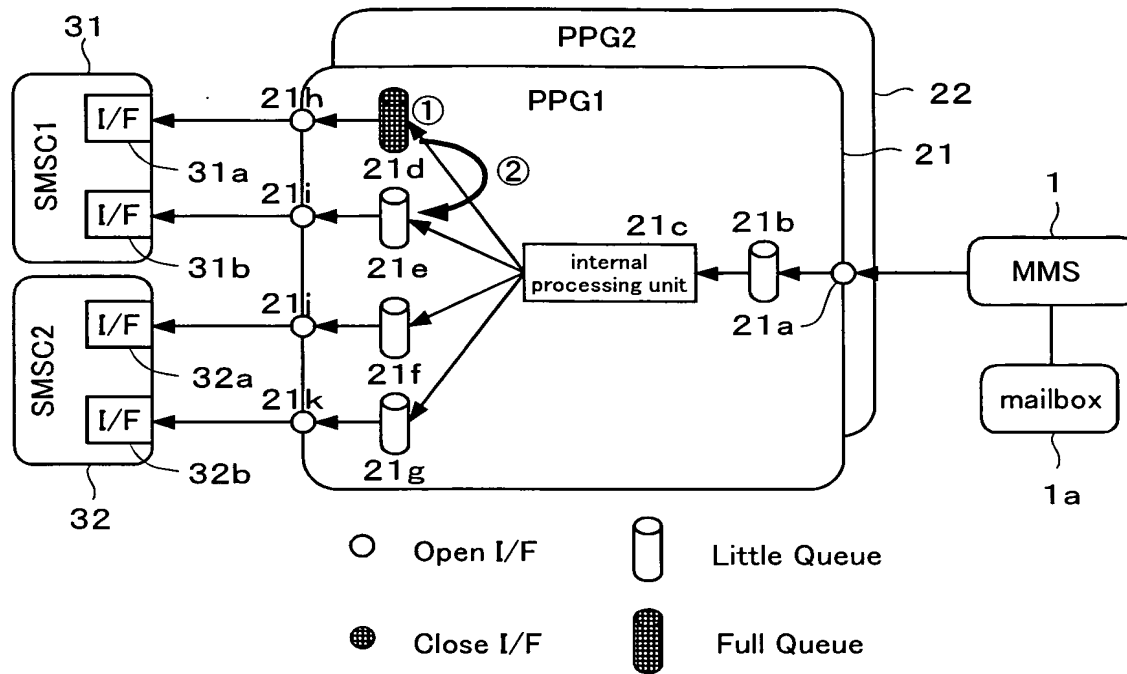 31
PPG2
PPG1
22
21
SMSC1
I/F
31a
I/F
31b
21h
①
21d
②
21i
21e
21c
internal
processing unit
21b
21a
1
MMS
mailbox
1a
SMSC2
I/F
32a
I/F
32b
32
21j
21f
21k
21g
Open I/F
Little Queue
Close I/F
Full Queue